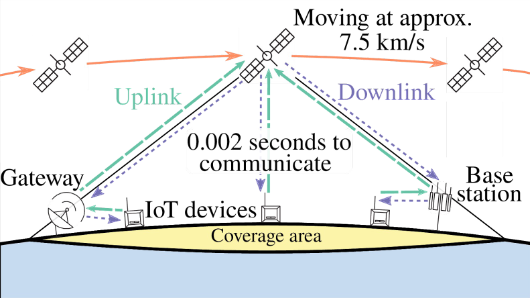 Moving at approx.
7.5 km/s
Uplink
Downlink
0.002 seconds to
communicate
Gateway
Base
station
IoT devices
Coverage area